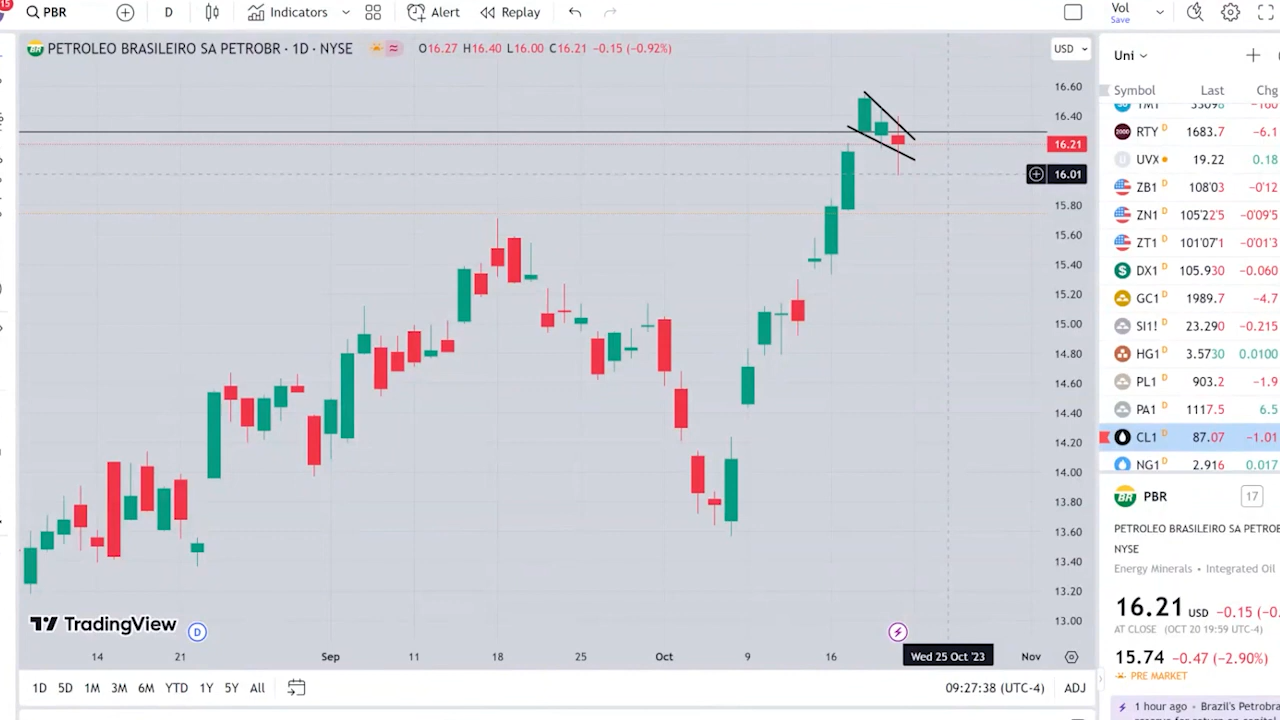 15 PBR D Indicators Alert Replay Vol
Save
PETROLEO BRASILEIRO SA PETROBR · 1D · NYSE O16.27 H16.40 L16.00 C16.21 −0.15 (−0.92%) USD
16.60
16.40
16.21
16.01
15.80
15.60
15.40
15.20
15.00
14.80
14.60
14.40
14.20
14.00
13.80
13.60
13.40
13.20
13.00
TradingView D
14 21 Sep 11 18 25 Oct 9 16 Wed 25 Oct '23 Nov
1D 5D 1M 3M 6M YTD 1Y 5Y All 09:27:38 (UTC-4) ADJ
Uni
Symbol Last Chg
RTY D 1683.7 −6.1
UVX 19.22 0.18
ZB1 D 108'03 −0'12
ZN1 D 105'22'5 −0'09'5
ZT1 D 101'07'1 −0'01'3
DX1 D 105.930 −0.060
GC1 D 1989.7 −4.7
SI1! D 23.290 −0.215
HG1 D 3.5730 0.0100
PL1 D 903.2 −1.9
PA1 D 1117.5 6.5
CL1 D 87.07 −1.01
NG1 D 2.916 0.017
PBR 17
PETROLEO BRASILEIRO SA PETROB
NYSE
Energy Minerals • Integrated Oil
16.21 USD −0.15 (−0.
AT CLOSE (OCT 20 19:59 UTC-4)
15.74 −0.47 (−2.90%)
PRE MARKET
1 hour ago • Brazil's Petrobra